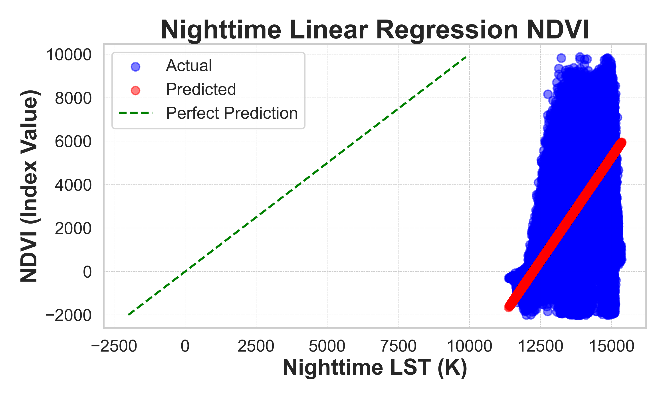 Nighttime Linear Regression NDVI
Actual
Predicted
Perfect Prediction
NDVI (Index Value)
10000
8000
6000
4000
2000
0
−2000
−2500
0
2500
5000
7500
10000
12500
15000
Nighttime LST (K)